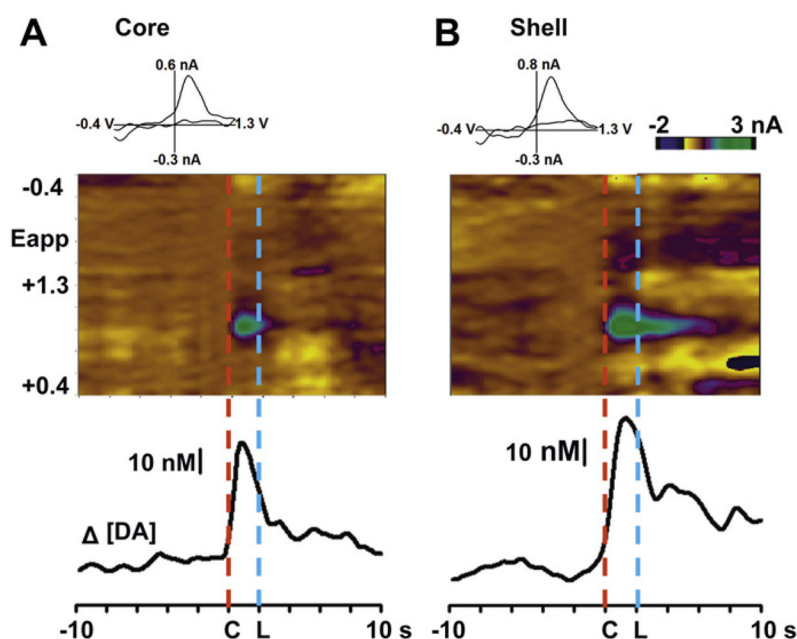 A Core
0.6 nA
-0.4 V 1.3 V
-0.3 nA
B Shell
0.8 nA
-0.4 V 1.3 V
-0.3 nA
-2 3 nA
-0.4
Eapp
+1.3
+0.4
10 nM
Δ [DA]
10 nM
-10 C L 10 s
-10 C L 10 s